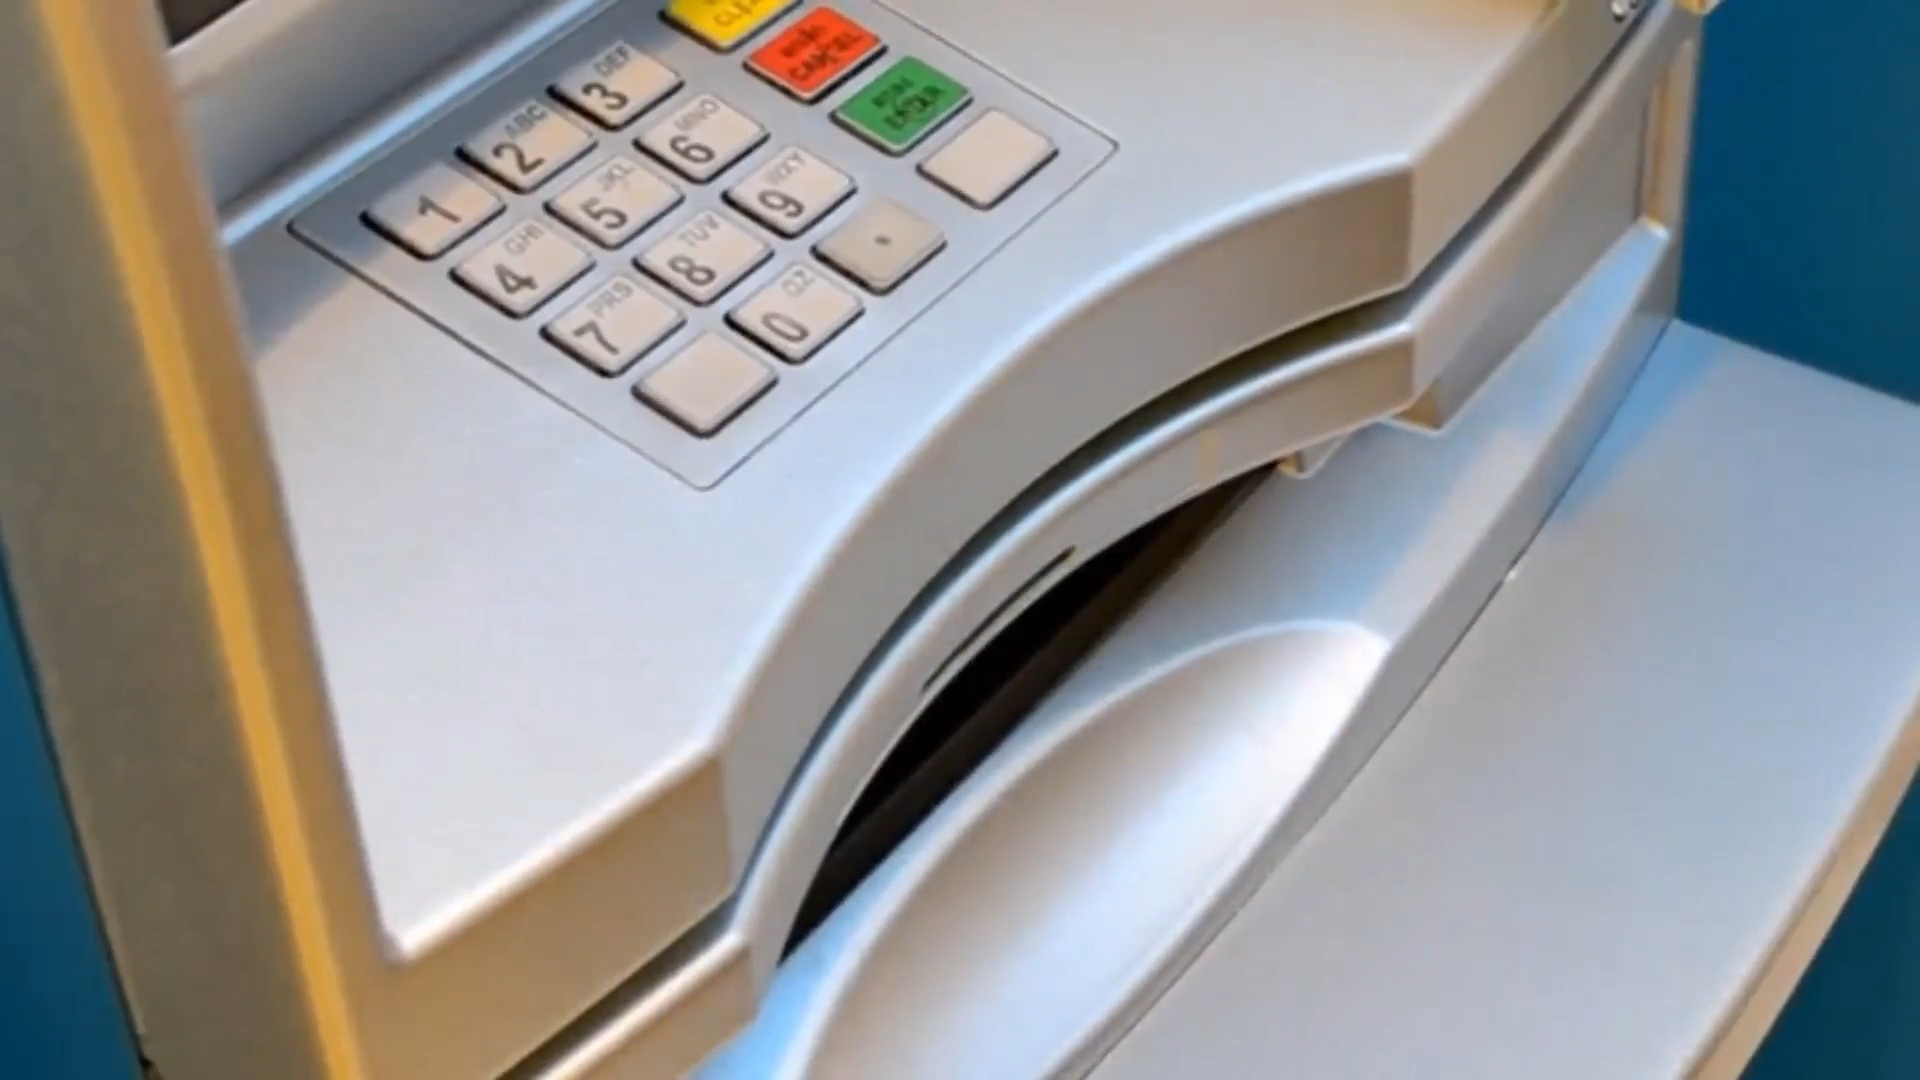 CLEAR
CANCEL
ENTER
1
2 ABC
3 DEF
4 GHI
5 JKL
6 MNO
7 PRS
8 TUV
9 WXY
.
0 QZ